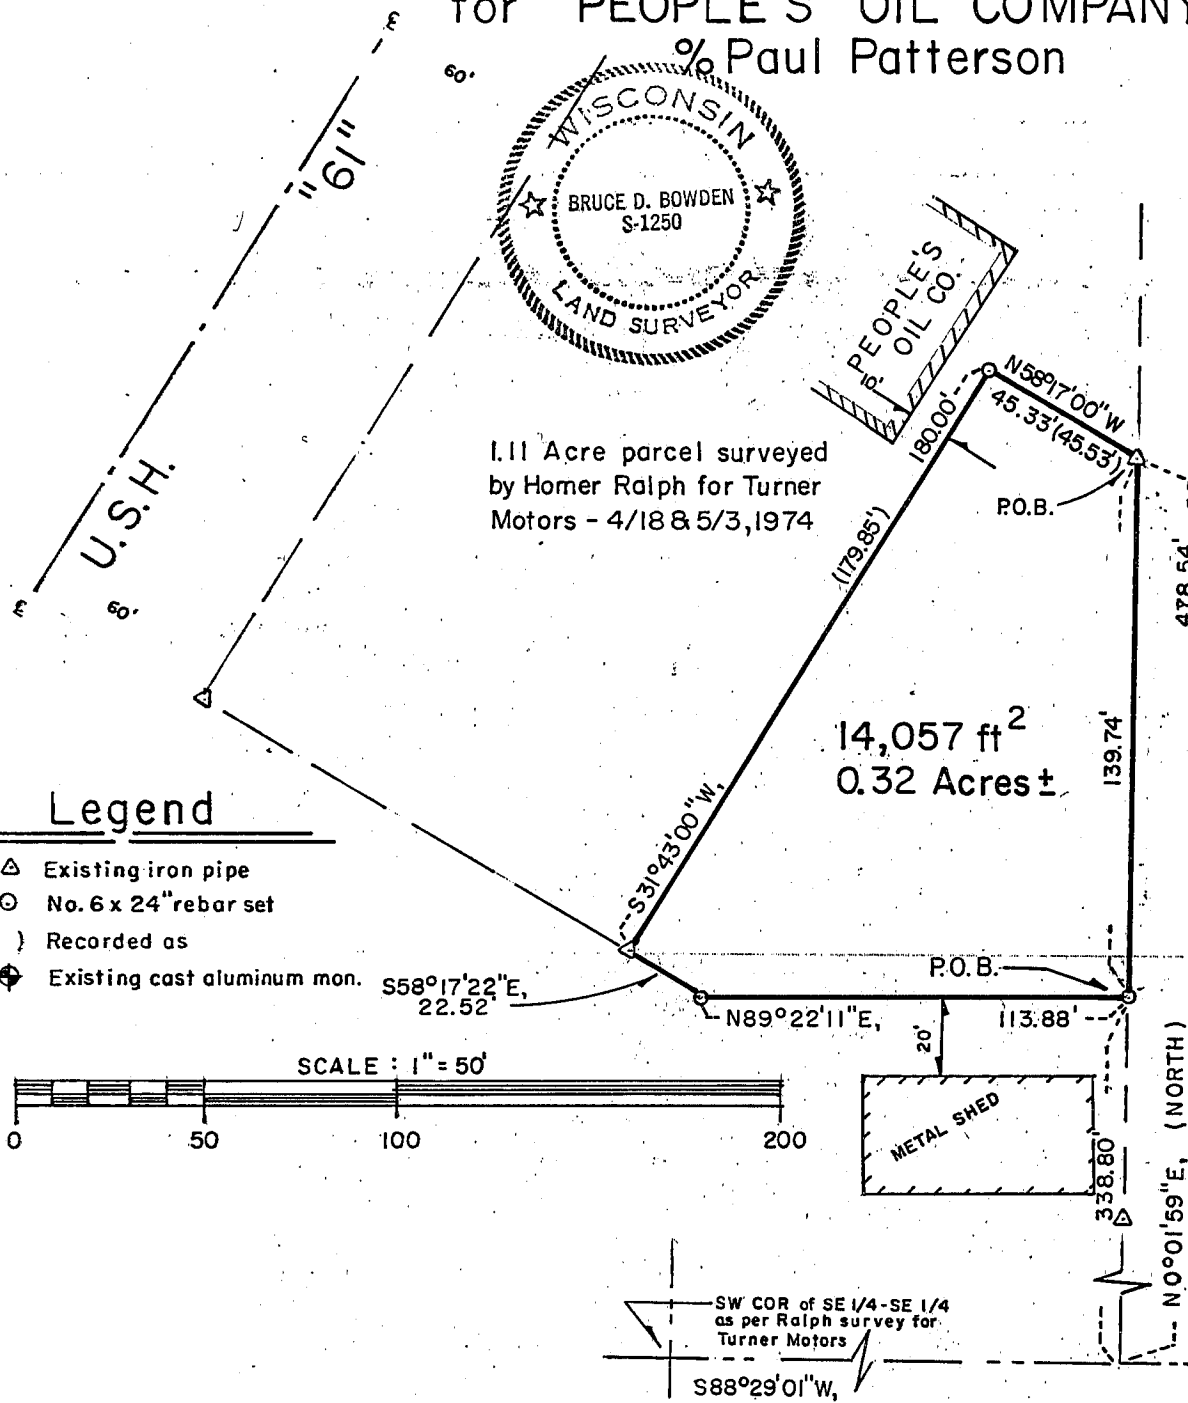 for PEOPLE'S OIL COMPANY
% Paul Patterson
60'
"61"
U.S.H.
60'
WISCONSIN
BRUCE D. BOWDEN
S-1250
LAND SURVEYOR
PEOPLE'S
OIL CO.
10'
N58°17'00"W
45.33'(45.53')
180.00'
(179.85')
S31°43'00"W,
P.O.B.
478.54'
1.11 Acre parcel surveyed
by Homer Ralph for Turner
Motors - 4/18 & 5/3, 1974
14,057 ft2
0.32 Acres±
139.74'
Legend
Existing iron pipe
No. 6 x 24" rebar set
) Recorded as
Existing cast aluminum mon.
S58°17'22"E,
22.52'
P.O.B.
N89°22'11"E,
113.88'
20'
SCALE : 1" = 50'
0 50 100 200
METAL SHED
338.80'
N0°01'59"E, (NORTH)
SW COR of SE 1/4-SE 1/4
as per Ralph survey for
Turner Motors
S88°29'01"W,